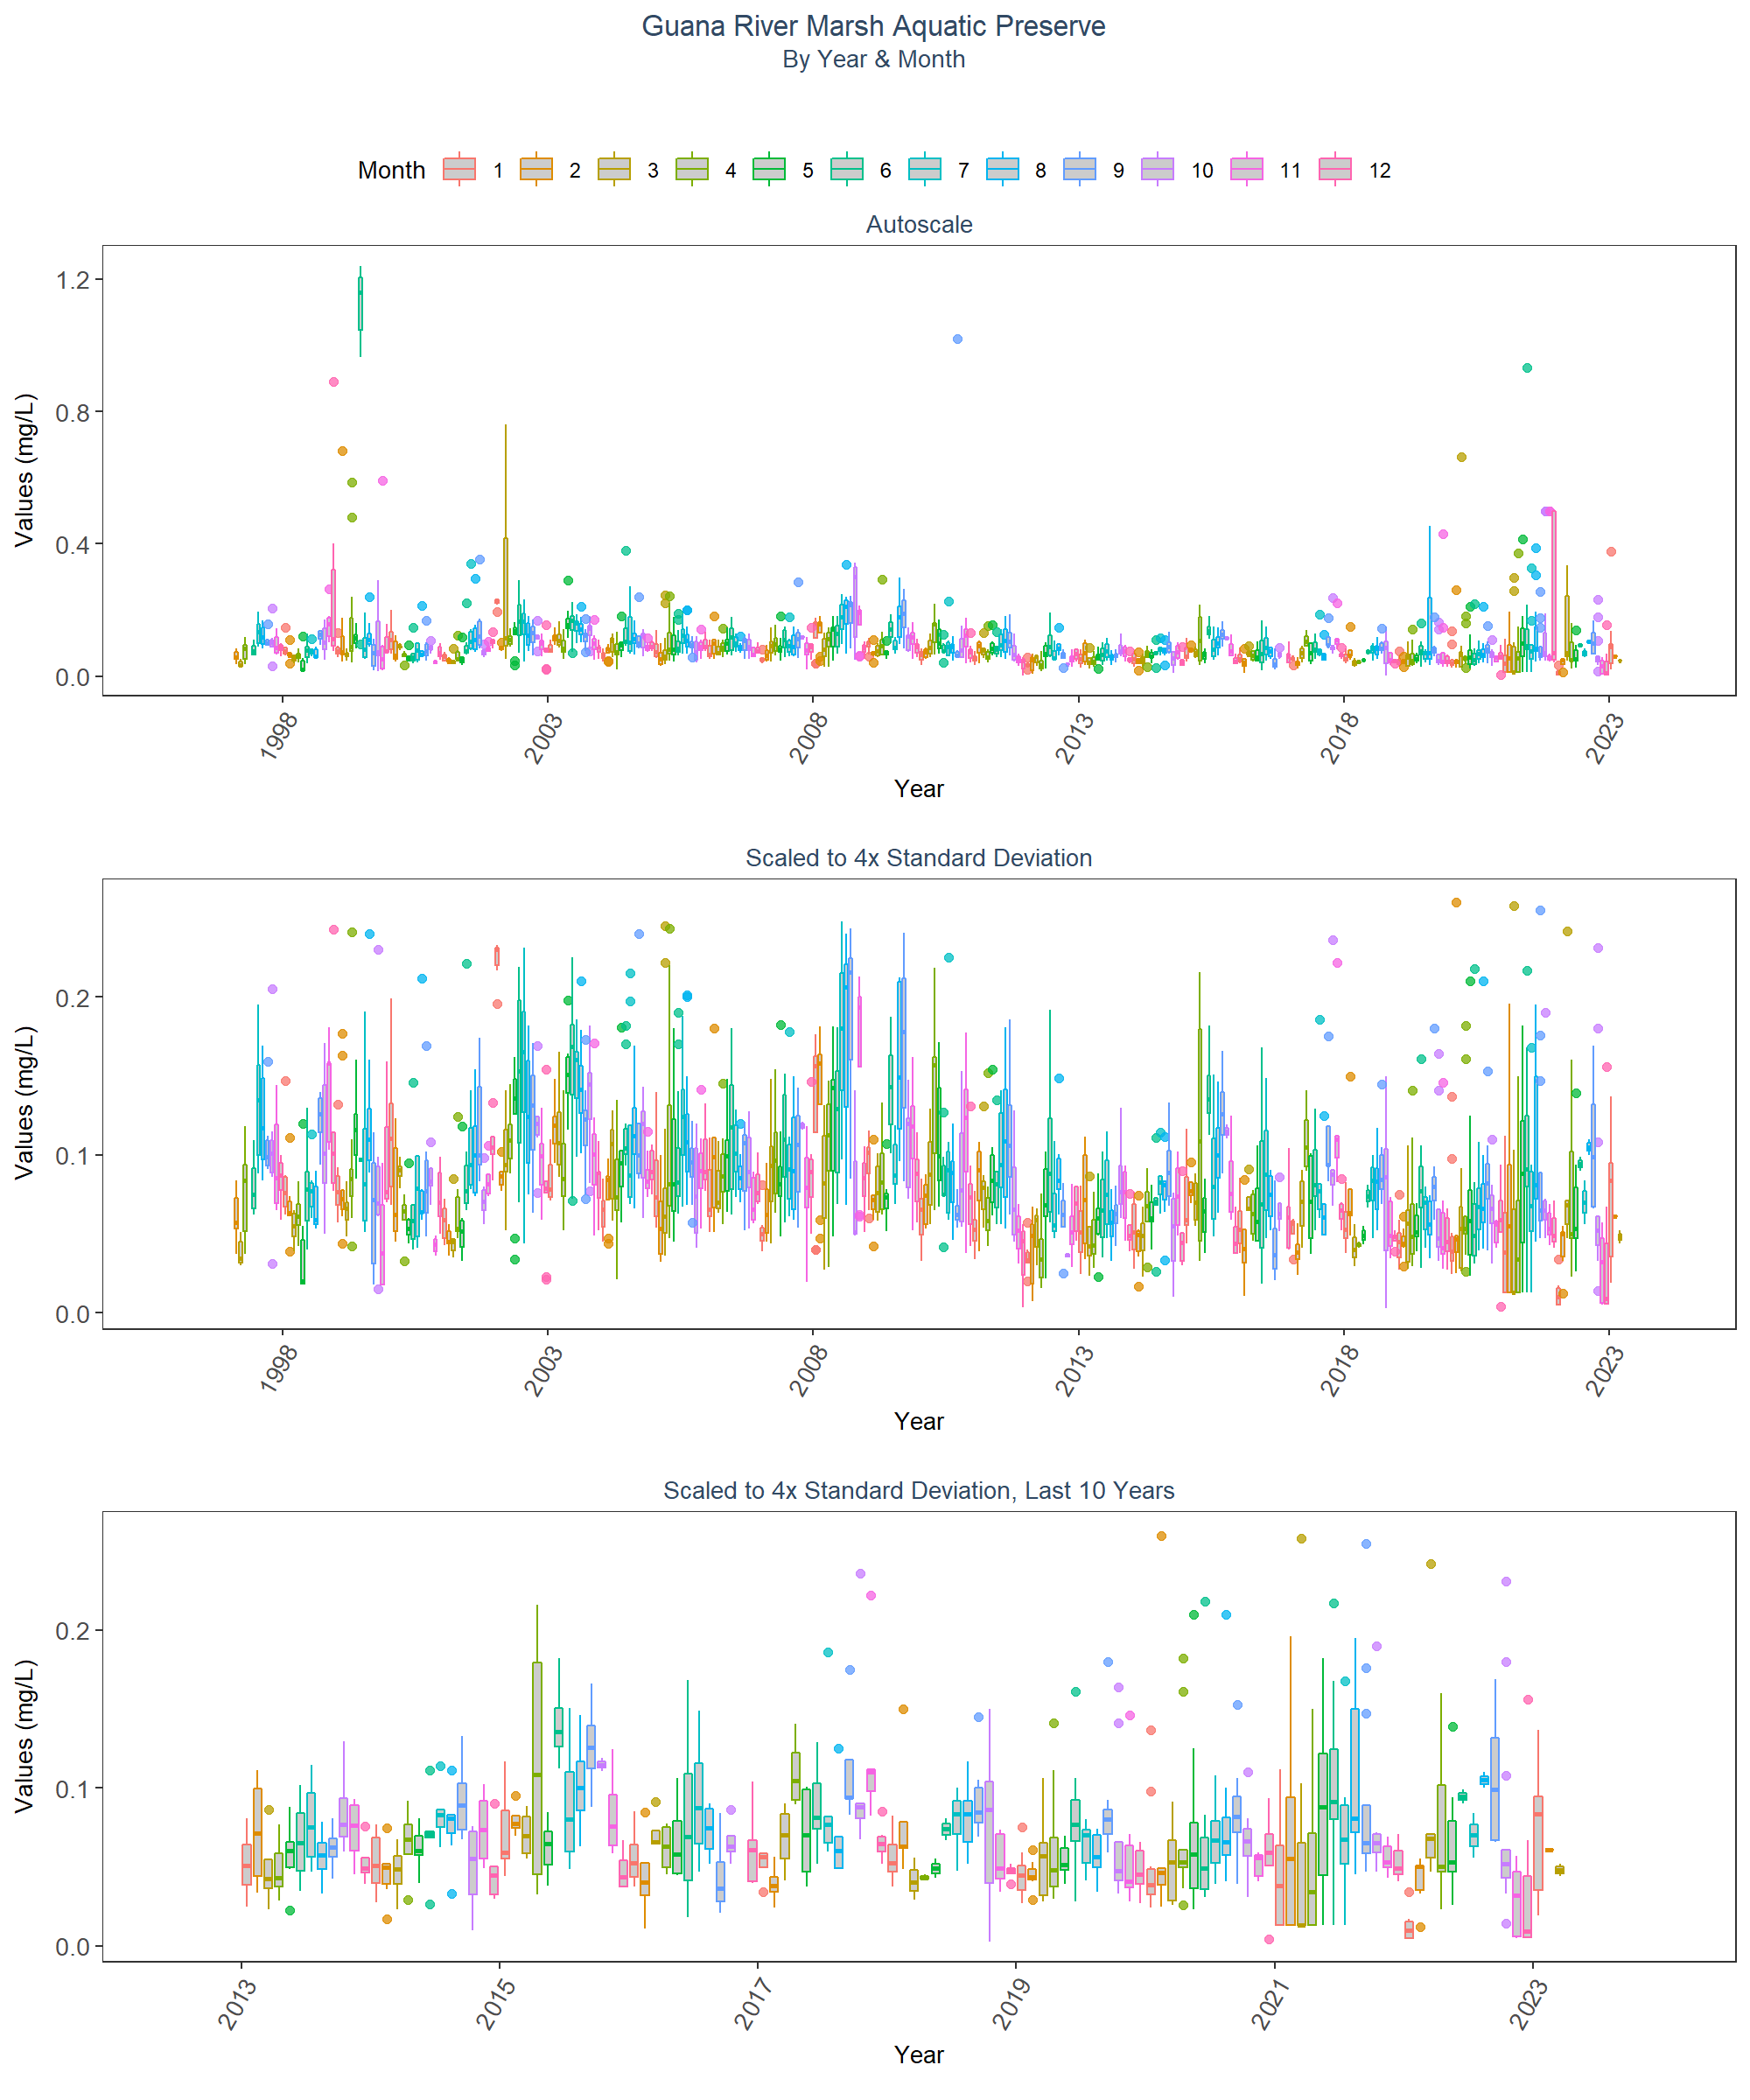 Guana River Marsh Aquatic Preserve
By Year & Month
Month 1 2 3 4 5 6 7 8 9 10 11 12
Autoscale
Values (mg/L)
1.2
0.8
0.4
0.0
1998 2003 2008 2013 2018 2023
Year
Scaled to 4x Standard Deviation
Values (mg/L)
0.2
0.1
0.0
1998 2003 2008 2013 2018 2023
Year
Scaled to 4x Standard Deviation, Last 10 Years
Values (mg/L)
0.2
0.1
0.0
2013 2015 2017 2019 2021 2023
Year